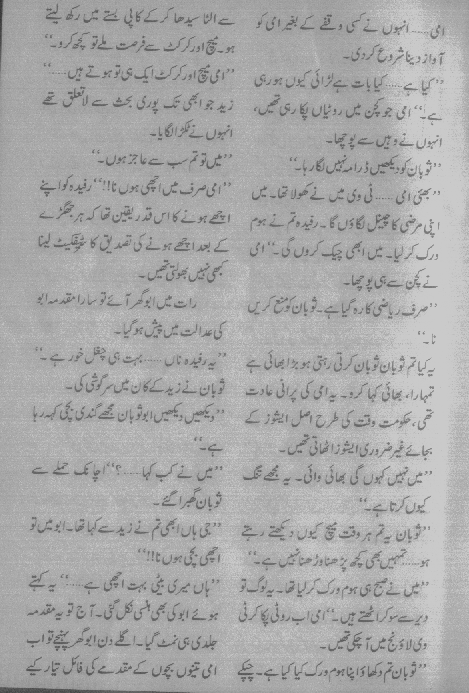 امی...... انہوں نے کسی وقفے کے بغیر امی کو
آواز دینا شروع کردی۔
”کیا ہے...... کیا بات ہے لڑائی کیوں ہو رہی
ہے۔“ امی جو کچن میں روٹیاں پکا رہی تھیں،
انہوں نے وہیں سے پوچھا۔
”ثوبان کو دیکھیں ڈرامہ نہیں لگا رہا۔“
”بھئی امی...... ٹی وی میں نے کھولا تھا۔ میں
اپنی مرضی کا چینل لگاؤں گا۔ رفیدہ تم نے ہوم
ورک کر لیا۔ میں ابھی چیک کروں گی۔“ امی
نے کچن سے ہی پوچھا۔
”صرف ریاضی کا رہ گیا ہے۔ ثوبان کو منع کریں
نا۔“
یہ کیا تم ثوبان ثوبان کرتی رہتی ہو بڑا بھائی ہے
تمہارا، بھائی کہا کرو۔ یہ امی کی پرانی عادت
تھی، حکومت وقت کی طرح اصل ایشوز کے
بجائے غیر ضروری ایشوز اٹھاتی تھیں۔
”میں نہیں کہوں گی بھائی وائی۔ یہ مجھے تنگ
کیوں کرتا ہے۔“
”ثوبان یہ تم ہر وقت میچ کیوں دیکھتے رہتے
ہو...... تمہیں بھی کچھ پڑھنا وڑھنا نہیں ہے۔“
”میں نے صبح ہی ہوم ورک کر لیا تھا۔ یہ لوگ تو
دیر سے سو کر اٹھتے ہیں۔“ امی اب روٹی پکا کر ٹی
وی لاؤنج میں آچکی تھیں۔
”ثوبان تم دکھاؤ اپنا ہوم ورک کیا کیا ہے۔ چپکے
سے الٹا سیدھا کر کے کاپی بستے میں رکھ لیتے
ہو۔ میچ اور کرکٹ سے فرصت ملے تو کچھ کرو۔“
”امی میچ اور کرکٹ ایک ہی تو ہوتے ہیں......“
زید جو ابھی تک پوری بحث سے لاتعلق تھے
انہوں نے ٹکڑا لگایا۔
”میں تو تم سب سے عاجز ہوں۔“
”امی صرف میں اچھی ہوں نا!!“ رفیدہ کو اپنے
اچھے ہونے کا اس قدر یقین تھا کہ ہر جھگڑے
کے بعد اچھے ہونے کی تصدیق کا سرٹیفکیٹ لینا
کبھی نہیں بھولتی تھیں۔
رات میں ابو گھر آئے تو سارا مقدمہ ابو
کی عدالت میں پیش ہو گیا۔
”یہ رفیدہ ناں...... بہت ہی چغل خور ہے۔“
ثوبان نے زید کے کان میں سرگوشی کی۔
”دیکھیں دیکھیں ابو ثوبان مجھے گندی بچی کہہ رہا
ہے۔“
”میں نے کب کہا......؟“ اچانک حملے سے
ثوبان گھبرا گئے۔
”جی ہاں ابھی تم نے زید سے کہا تھا۔ ابو میں تو
اچھی بچی ہوں نا!!“
”ہاں میری بیٹی بہت اچھی ہے......“ یہ کہتے
ہوئے ابو کی بھی ہنسی نکل گئی۔ آج تو یہ مقدمہ
جلدی ہی نمٹ گیا۔ اگلے دن ابو گھر پہنچے تو اب
امی تینوں بچوں کے مقدمے کی فائل تیار کیے